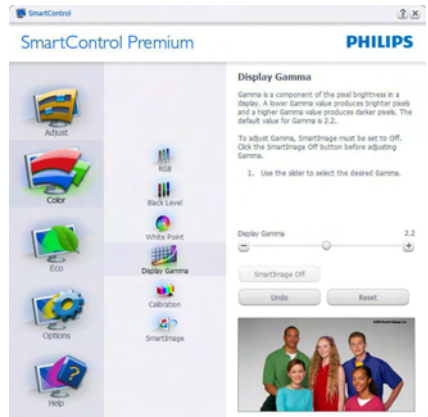 SmartControl
SmartControl Premium
PHILIPS
Adjust
Color
Eco
Options
Help
RGB
Black Level
White Point
Display Gamma
Calibration
SmartImage
Display Gamma
Gamma is a component of the pixel brightness in a
display. A lower Gamma value produces brighter pixels
and a higher Gamma value produces darker pixels. The
default value for Gamma is 2.2.
To adjust Gamma, SmartImage must be set to Off.
Click the SmartImage Off button before adjusting
Gamma.
1. Use the slider to select the desired Gamma.
Display Gamma 2.2
SmartImage Off
Undo Reset